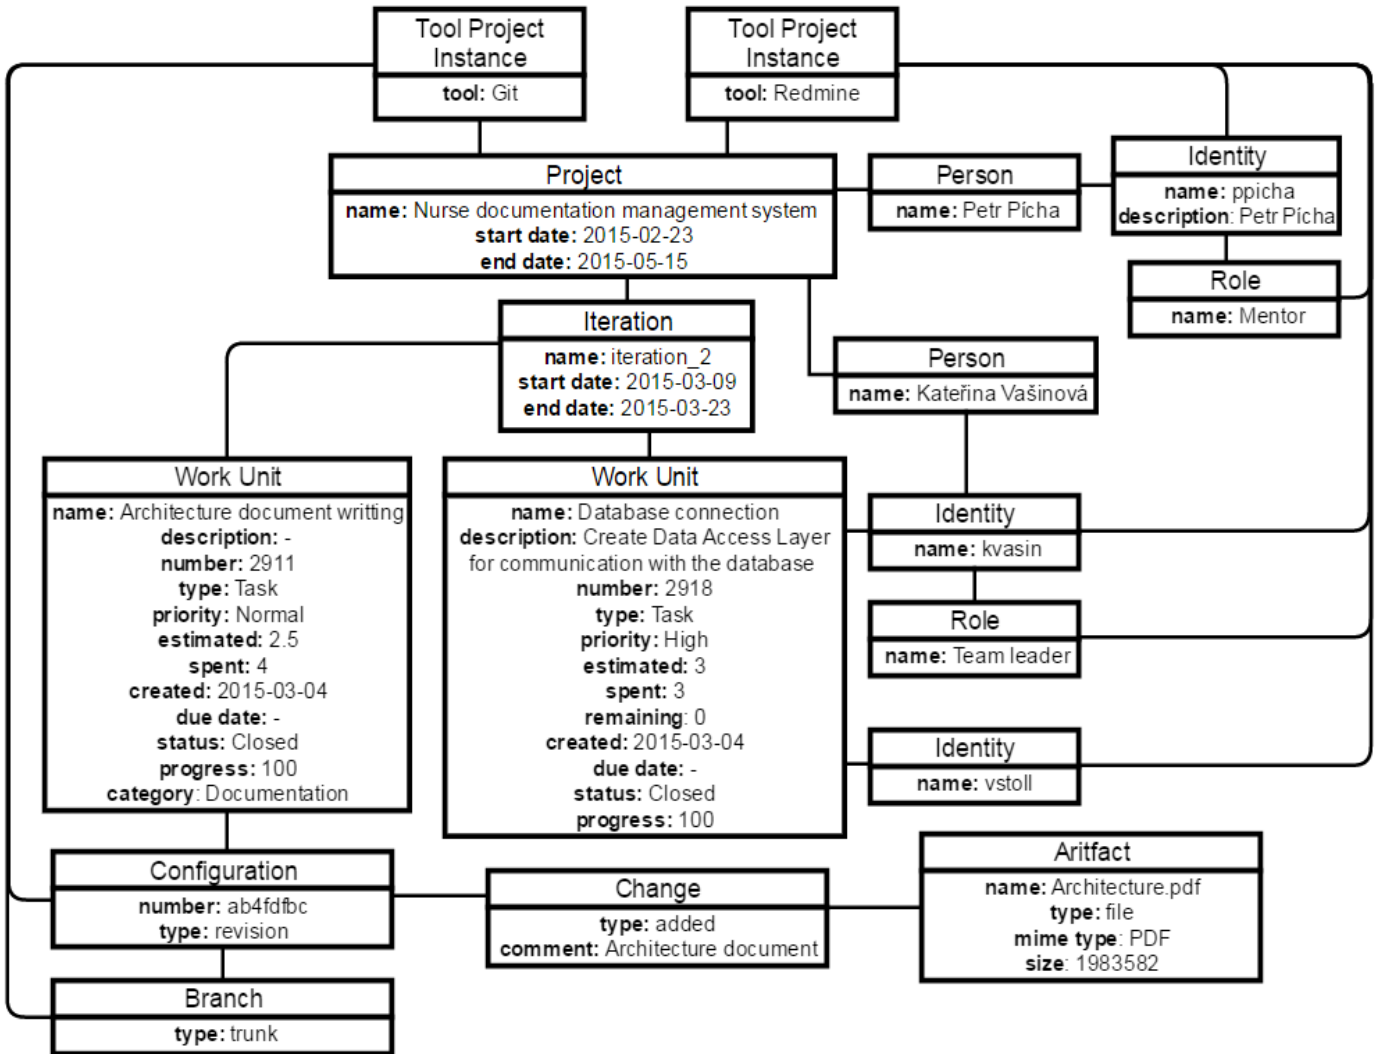 Tool Project
Instance
tool: Git
Tool Project
Instance
tool: Redmine
Project
name: Nurse documentation management system
start date: 2015-02-23
end date: 2015-05-15
Person
name: Petr Pícha
Identity
name: ppicha
description: Petr Pícha
Role
name: Mentor
Iteration
name: iteration_2
start date: 2015-03-09
end date: 2015-03-23
Person
name: Kateřina Vašinová
Work Unit
name: Architecture document writting
description: -
number: 2911
type: Task
priority: Normal
estimated: 2.5
spent: 4
created: 2015-03-04
due date: -
status: Closed
progress: 100
category: Documentation
Work Unit
name: Database connection
description: Create Data Access Layer
for communication with the database
number: 2918
type: Task
priority: High
estimated: 3
spent: 3
remaining: 0
created: 2015-03-04
due date: -
status: Closed
progress: 100
Identity
name: kvasin
Role
name: Team leader
Identity
name: vstoll
Configuration
number: ab4fdfbc
type: revision
Change
type: added
comment: Architecture document
Aritfact
name: Architecture.pdf
type: file
mime type: PDF
size: 1983582
Branch
type: trunk